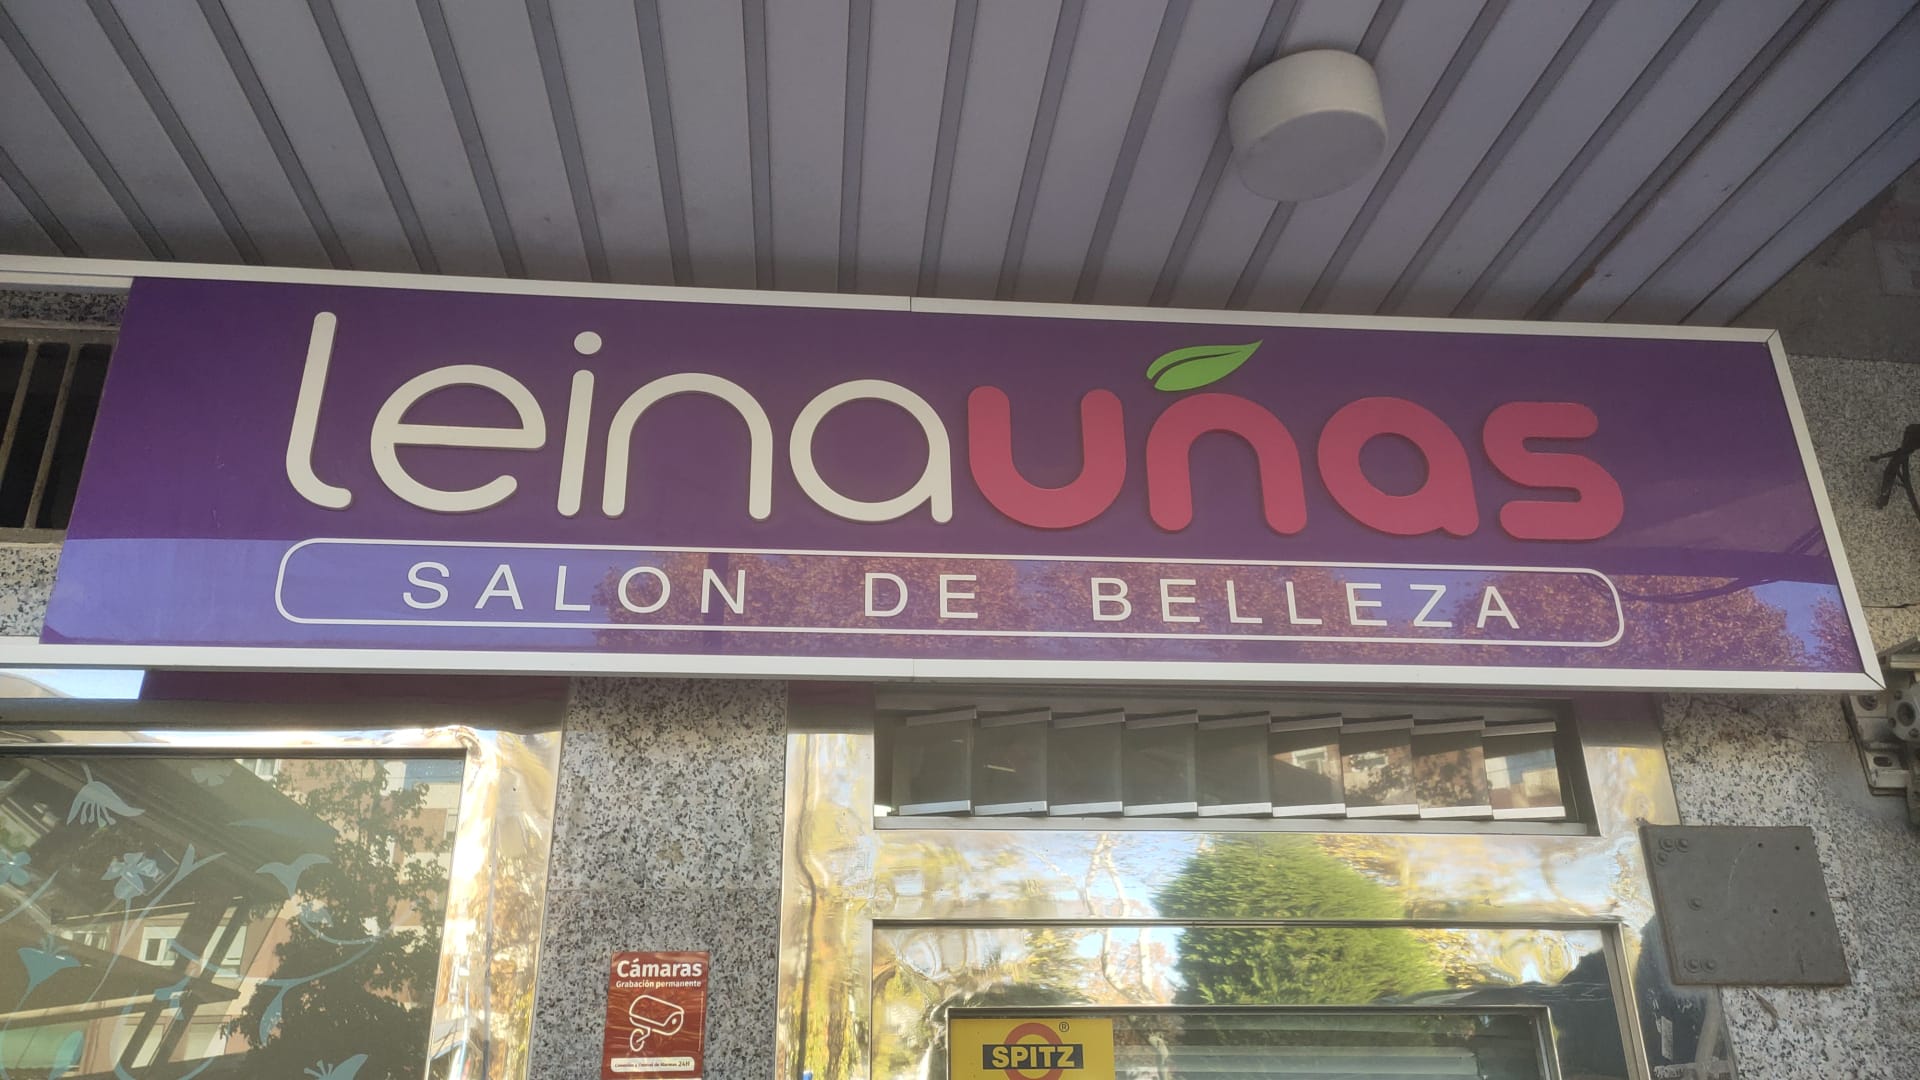 leinauñas
SALON DE BELLEZA
Cámaras
Grabación permanente
SPITZ
®